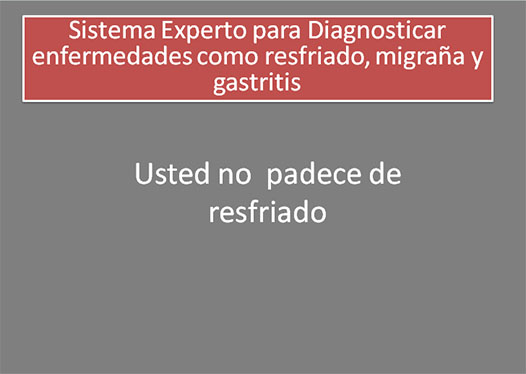 Sistema Experto para Diagnosticar
enfermedades como resfriado, migraña y
gastritis
Usted no  padece de
resfriado